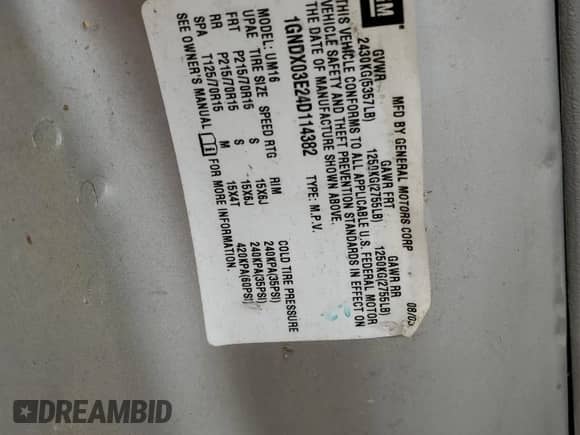 GM
MFD BY GENERAL MOTORS CORP 08/03
GVWR GAWR FRT GAWR RR
2430KG(5357LB) 1250KG(2755LB) 1250KG(2755LB)
THIS VEHICLE CONFORMS TO ALL APPLICABLE U.S. FEDERAL MOTOR
VEHICLE SAFETY AND THEFT PREVENTION STANDARDS IN EFFECT ON
THE DATE OF MANUFACTURE SHOWN ABOVE.
1GNDX03E24D114382 TYPE: M.P.V.
MODEL: UM16
UPAE TIRE SIZE SPEED RTG RIM COLD TIRE PRESSURE
FRT P215/70R15 S 15X6J 240KPA(35PSI)
RR P215/70R15 S 15X6J 240KPA(35PSI)
SPA T125/70R15 M 15X4T 420KPA(60PSI)
SEE OWNER'S MANUAL FOR MORE INFORMATION.
DREAMBID